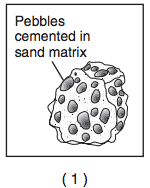 Pebbles
cemented in
sand matrix
( 1 )